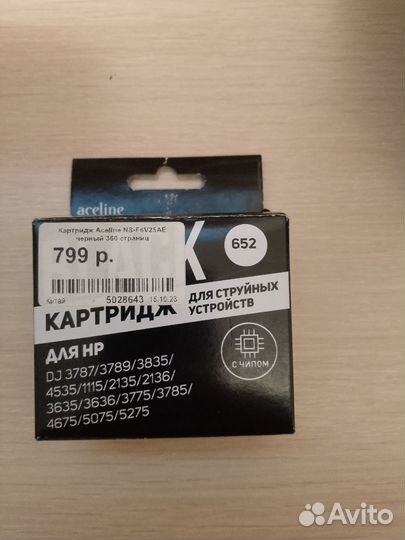 aceline
Картридж Aceline NS-F6V25AE
черный 360 страниц
799 р.
Китай
5028643 15.10.23
К
652
КАРТРИДЖ
ДЛЯ СТРУЙНЫХ
УСТРОЙСТВ
ДЛЯ HP
DJ 3787/3789/3835/
4535/1115/2135/2136/
3635/3636/3775/3785/
4675/5075/5275
С ЧИПОМ
Avito